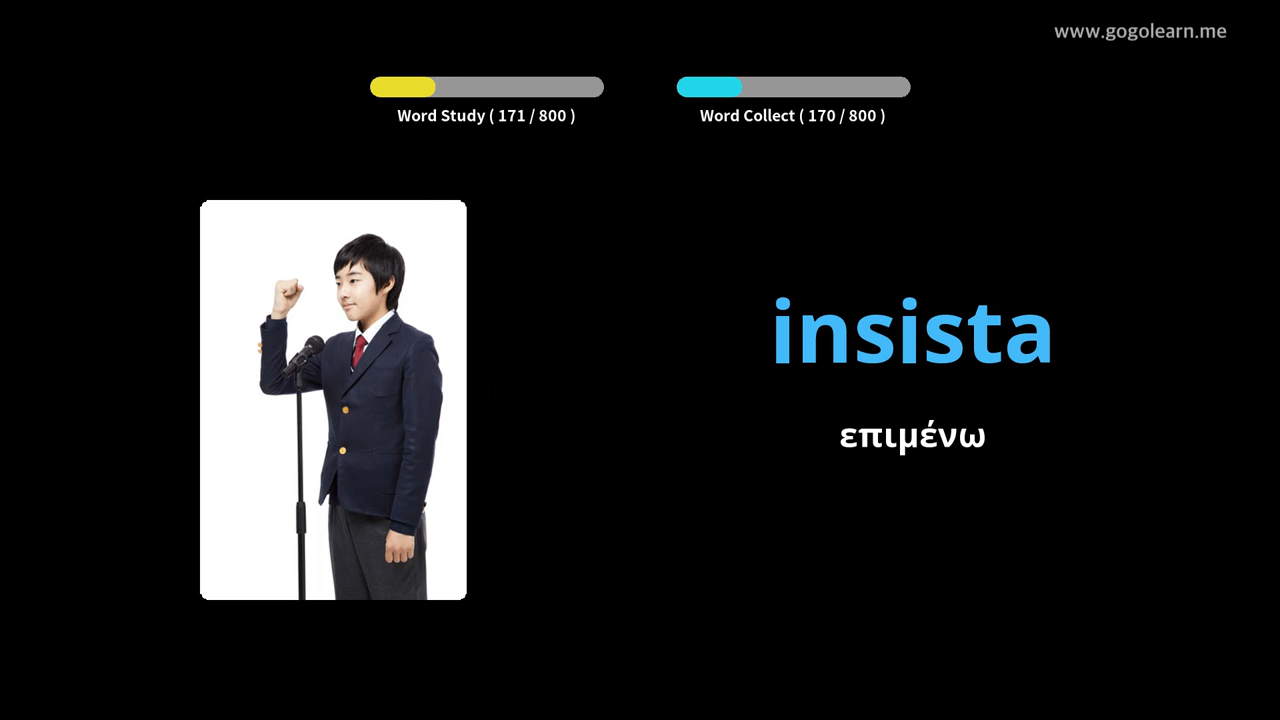 www.gogolearn.me
Word Study ( 171 / 800 )
Word Collect ( 170 / 800 )
insista
επιμένω